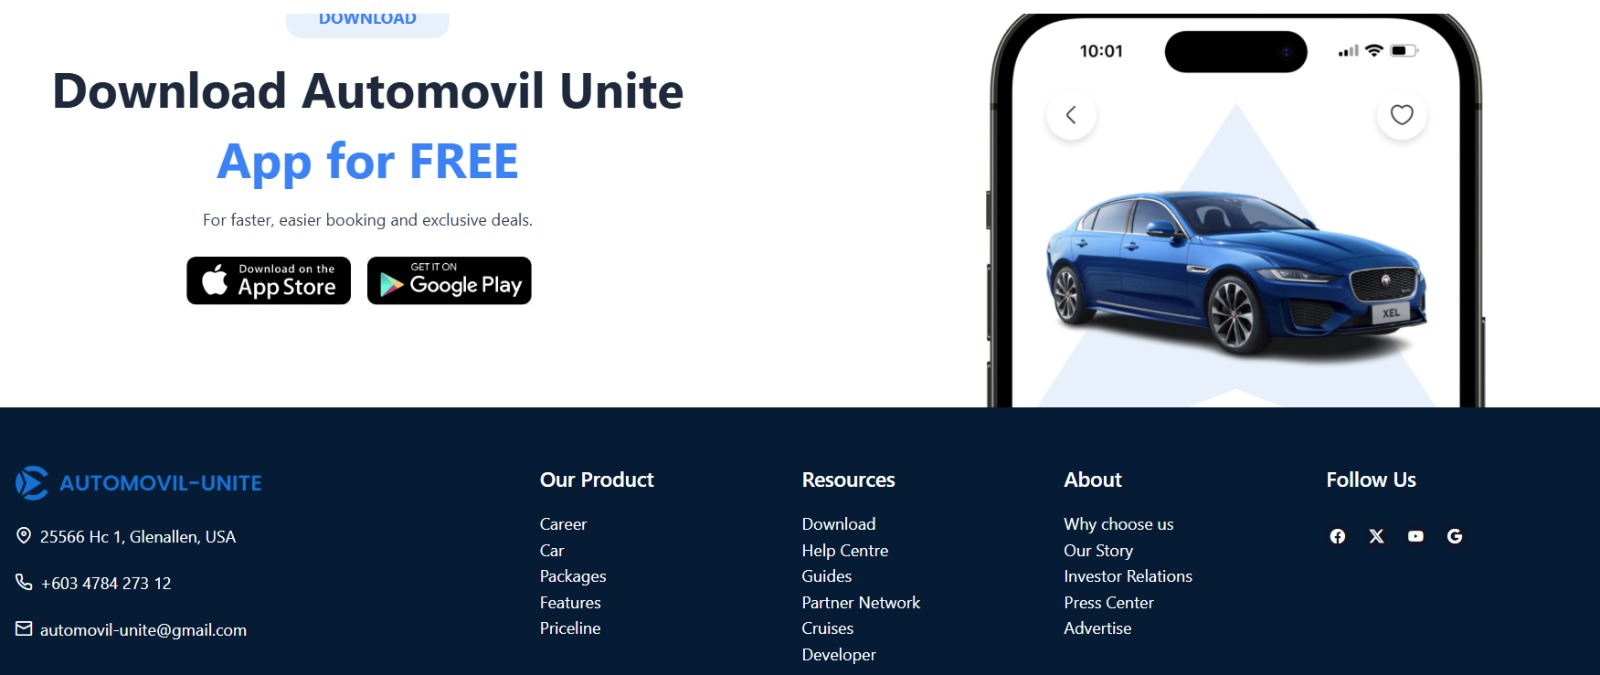 DOWNLOAD
Download Automovil Unite
App for FREE
For faster, easier booking and exclusive deals.
Download on the
App Store
GET IT ON
Google Play
10:01
XEL
AUTOMOVIL-UNITE
25566 Hc 1, Glenallen, USA
+603 4784 273 12
automovil-unite@gmail.com
Our Product
Career
Car
Packages
Features
Priceline
Resources
Download
Help Centre
Guides
Partner Network
Cruises
Developer
About
Why choose us
Our Story
Investor Relations
Press Center
Advertise
Follow Us